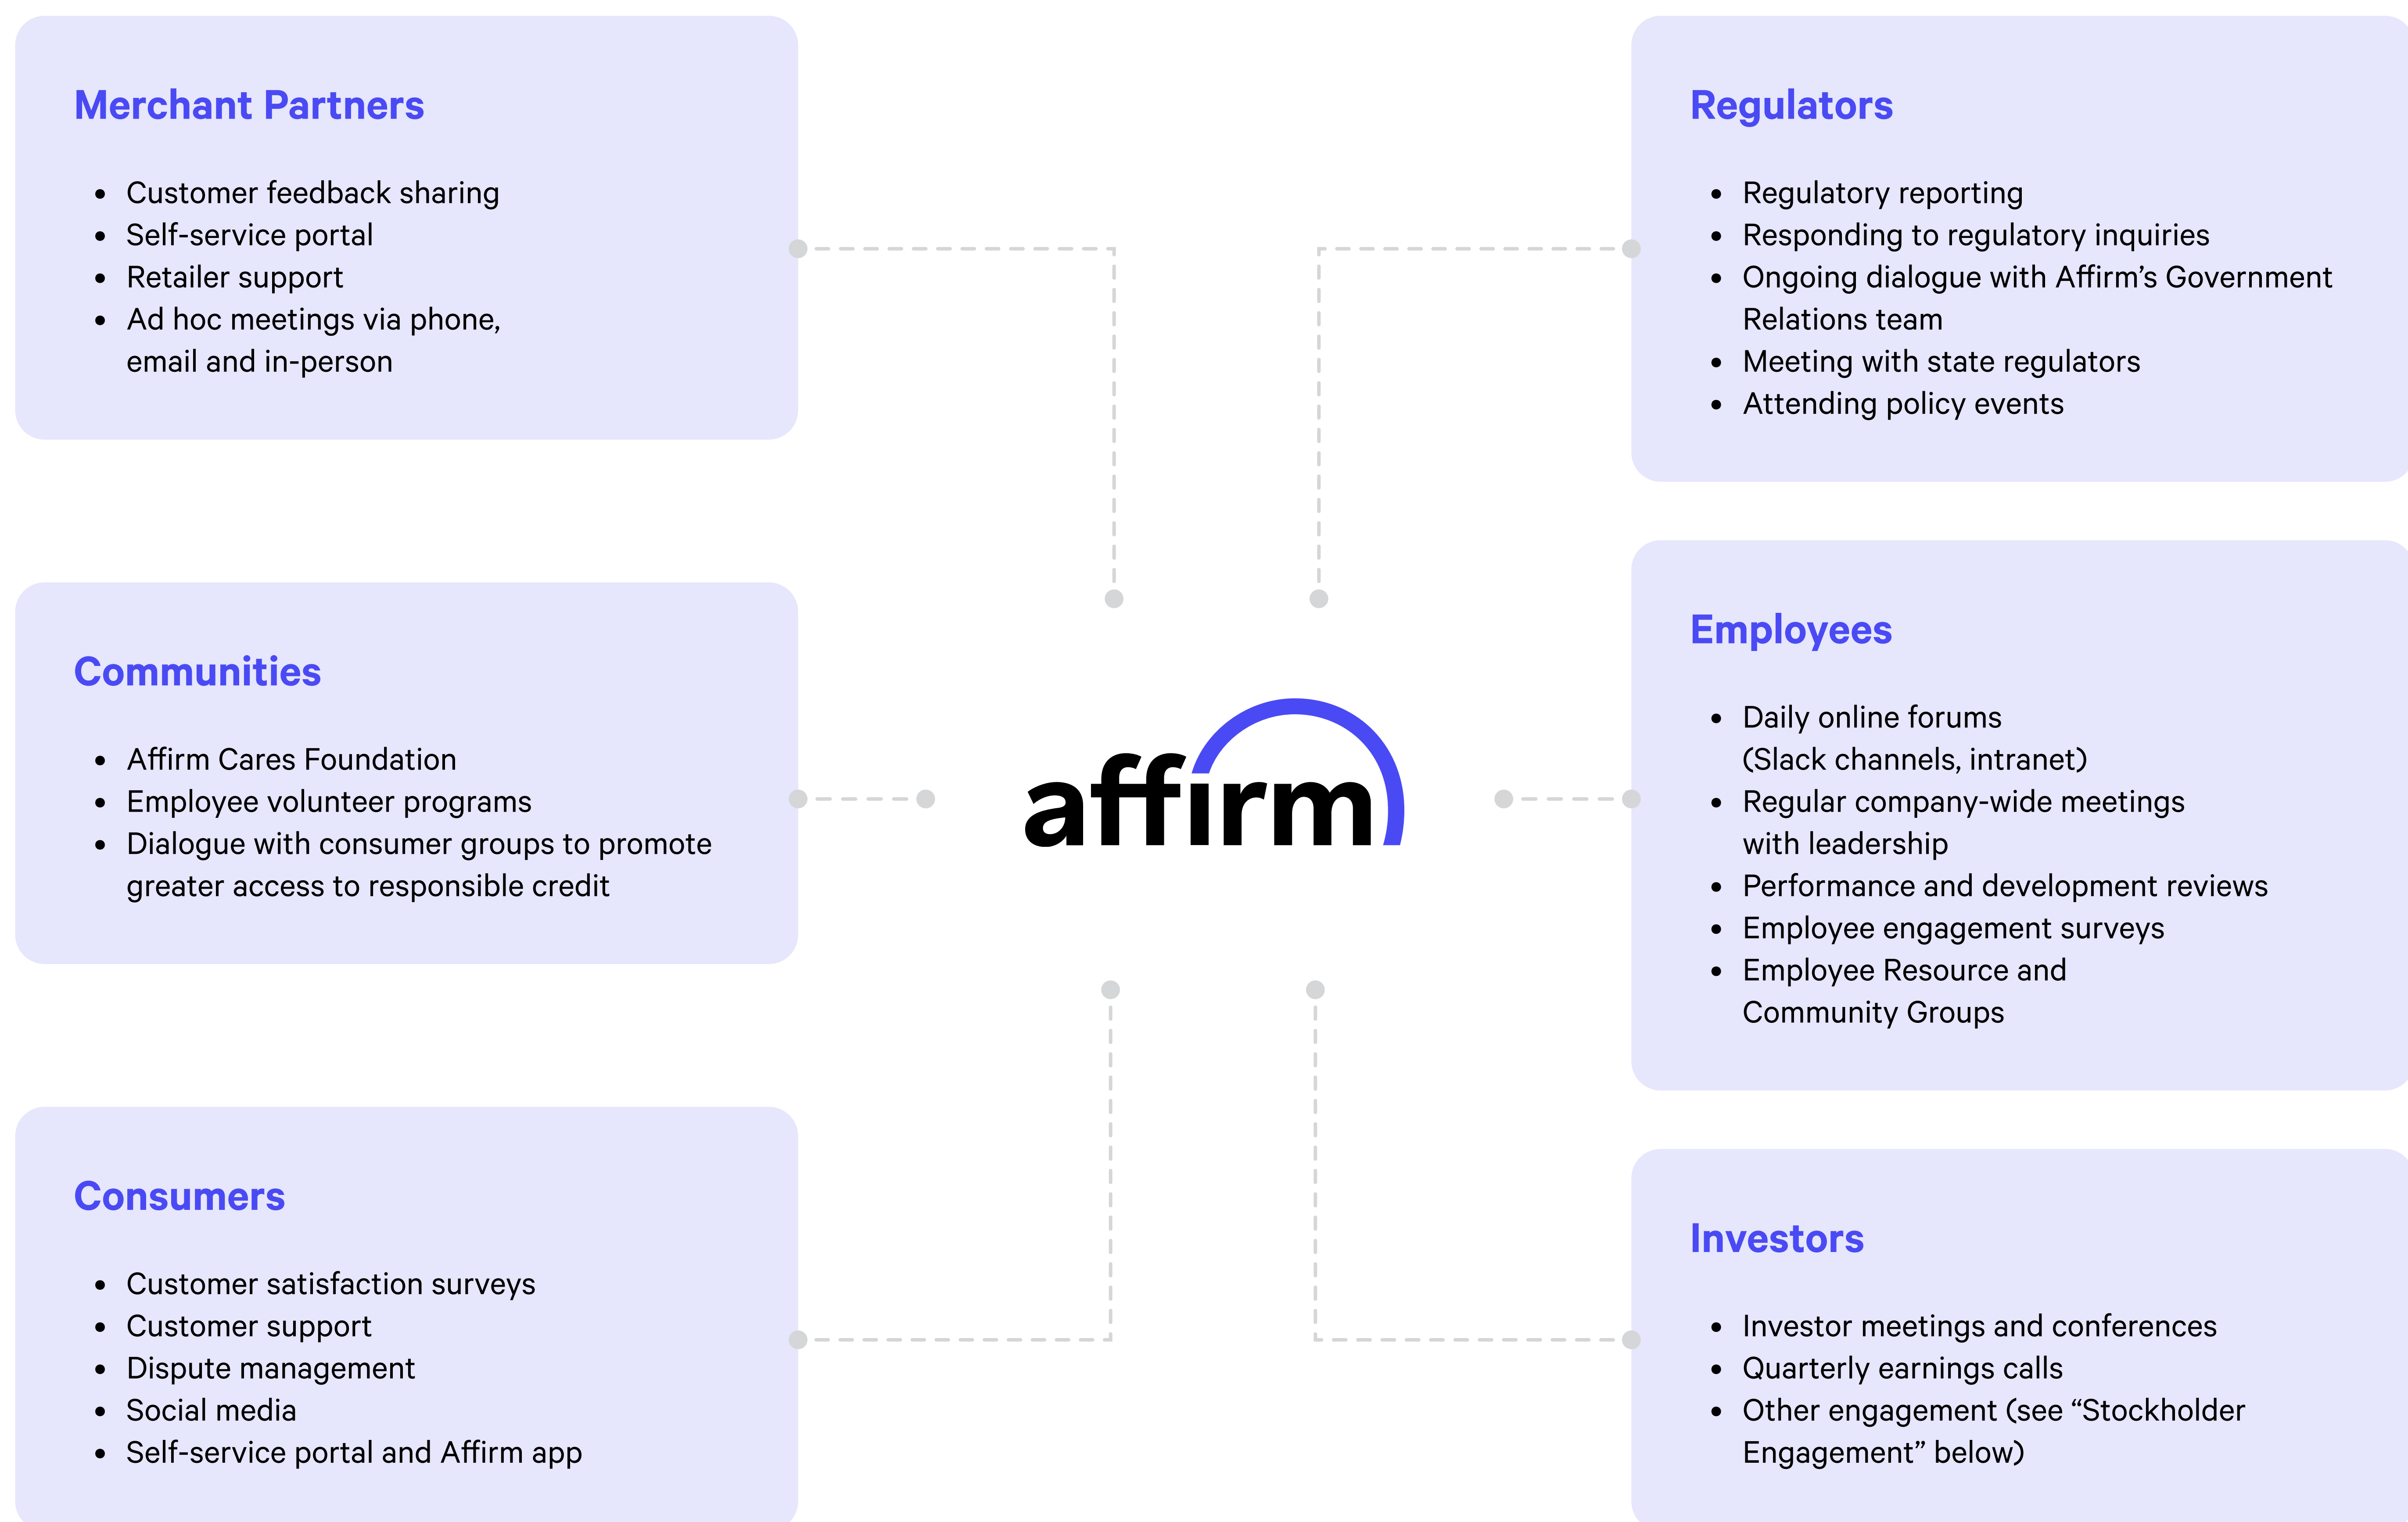 Merchant Partners
• Customer feedback sharing
• Self-service portal
• Retailer support
• Ad hoc meetings via phone,
email and in-person
Communities
• Affirm Cares Foundation
• Employee volunteer programs
• Dialogue with consumer groups to promote
greater access to responsible credit
Consumers
• Customer satisfaction surveys
• Customer support
• Dispute management
• Social media
• Self-service portal and Affirm app
affirm
Regulators
• Regulatory reporting
• Responding to regulatory inquiries
• Ongoing dialogue with Affirm’s Government
Relations team
• Meeting with state regulators
• Attending policy events
Employees
• Daily online forums
(Slack channels, intranet)
• Regular company-wide meetings
with leadership
• Performance and development reviews
• Employee engagement surveys
• Employee Resource and
Community Groups
Investors
• Investor meetings and conferences
• Quarterly earnings calls
• Other engagement (see “Stockholder
Engagement” below)